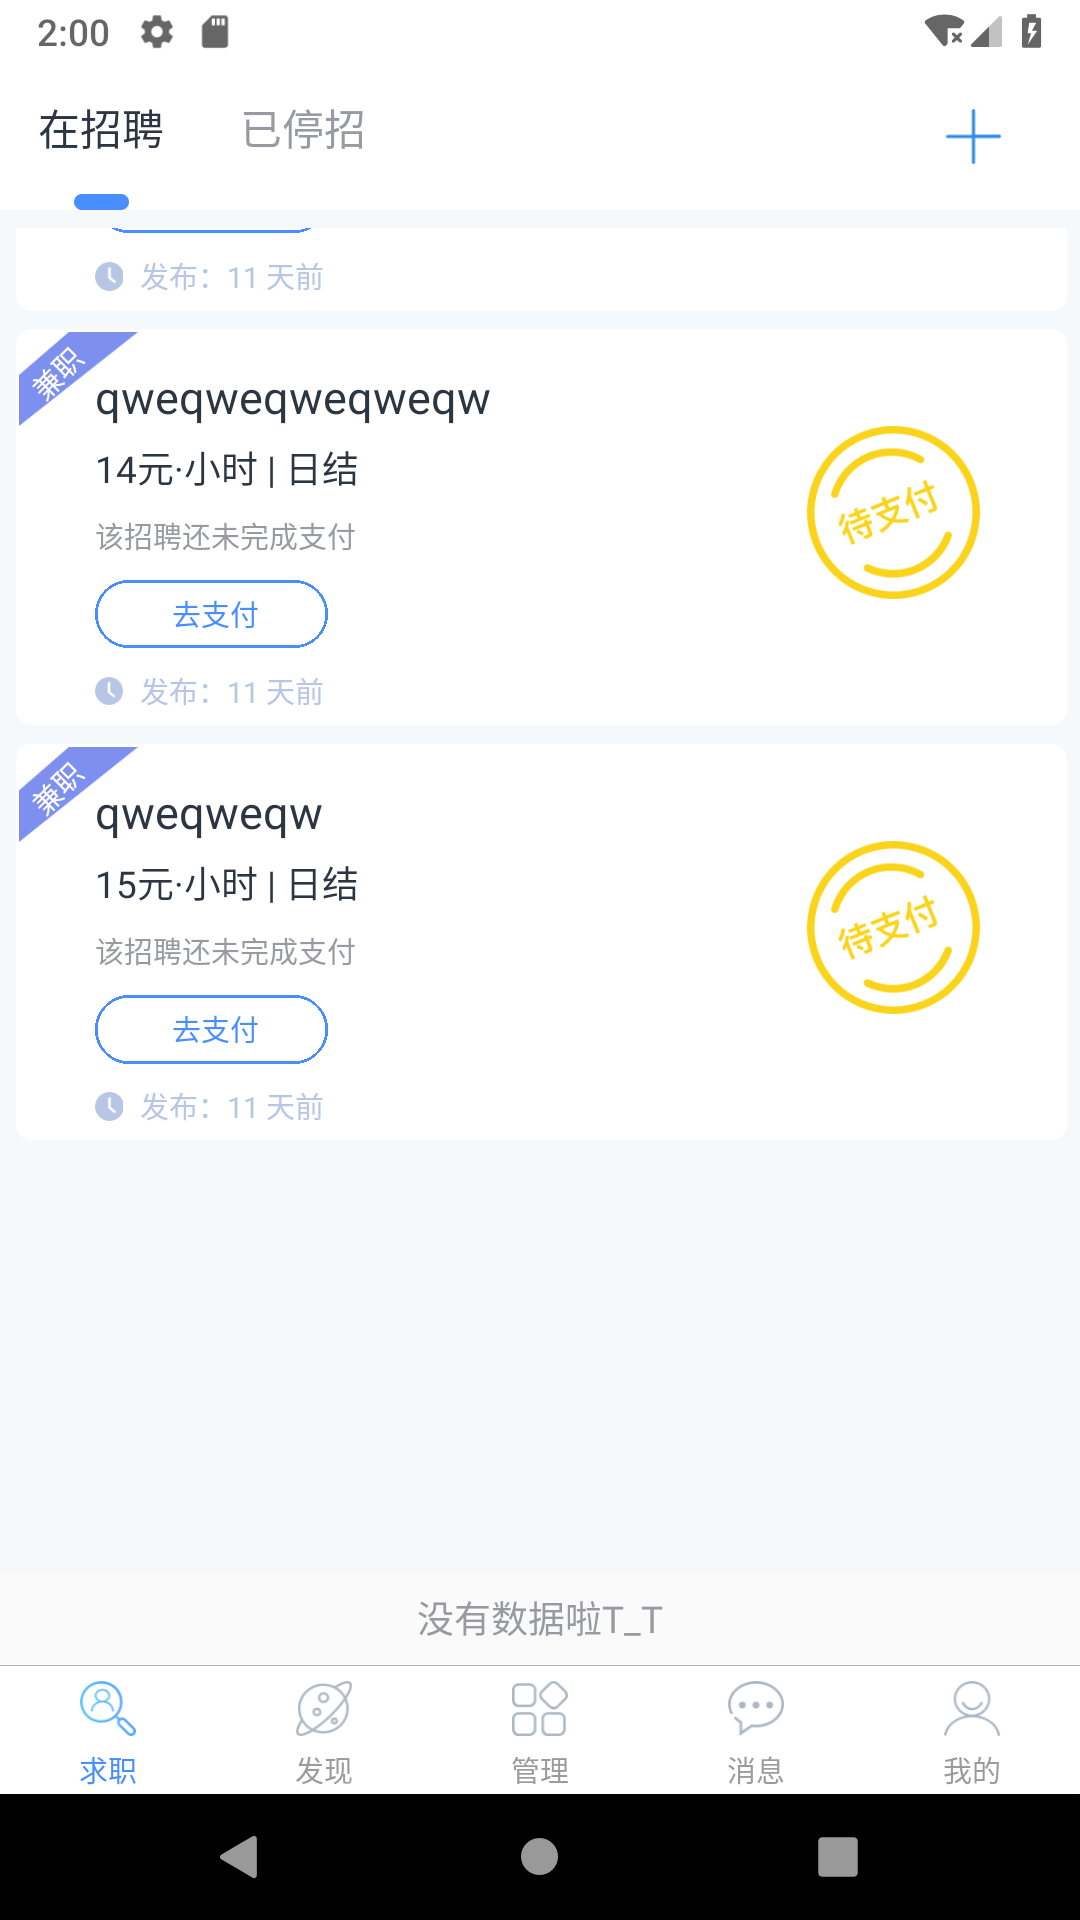 2:00
在招聘 已停招
发布：11 天前
兼职
qweqweqweqweqw
14元·小时 | 日结
待支付
该招聘还未完成支付
去支付
发布：11 天前
兼职
qweqweqw
15元·小时 | 日结
待支付
该招聘还未完成支付
去支付
发布：11 天前
没有数据啦T_T
求职 发现 管理 消息 我的